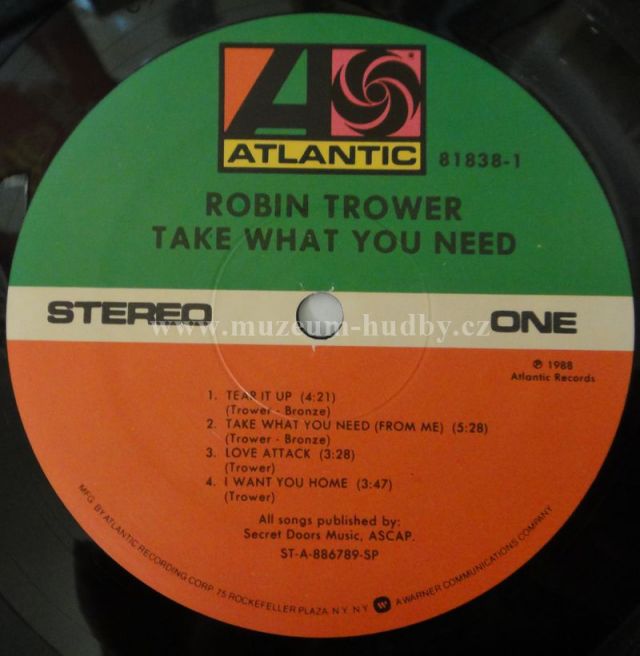 ATLANTIC 81838-1
ROBIN TROWER
TAKE WHAT YOU NEED
STEREO ONE
www.muzeum-hudby.cz
℗ 1988
Atlantic Records
1. TEAR IT UP (4:21)
(Trower - Bronze)
2. TAKE WHAT YOU NEED (FROM ME) (5:28)
(Trower - Bronze)
3. LOVE ATTACK (3:28)
(Trower)
4. I WANT YOU HOME (3:47)
(Trower)
All songs published by:
Secret Doors Music, ASCAP.
ST-A-886789-SP
MFG. BY ATLANTIC RECORDING CORP. 75 ROCKEFELLER PLAZA, N.Y. N.Y. A WARNER COMMUNICATIONS COMPANY